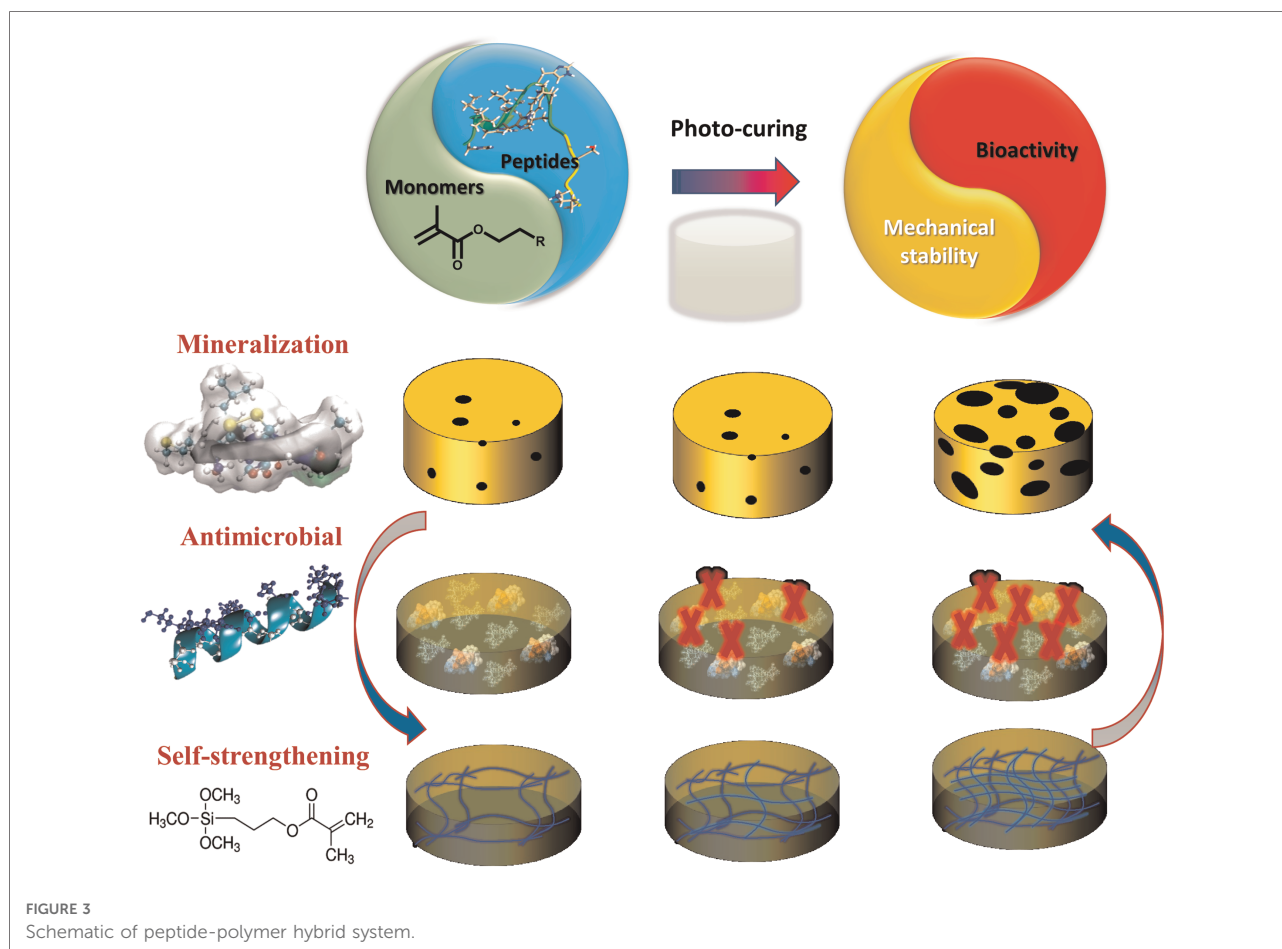 Peptides
Monomers
O
R
O
Photo-curing
Bioactivity
Mechanical
stability
Mineralization
Antimicrobial
Self-strengthening
OCH3
O
H3CO
Si
O
CH2
OCH3
CH3
FIGURE 3
Schematic of peptide-polymer hybrid system.